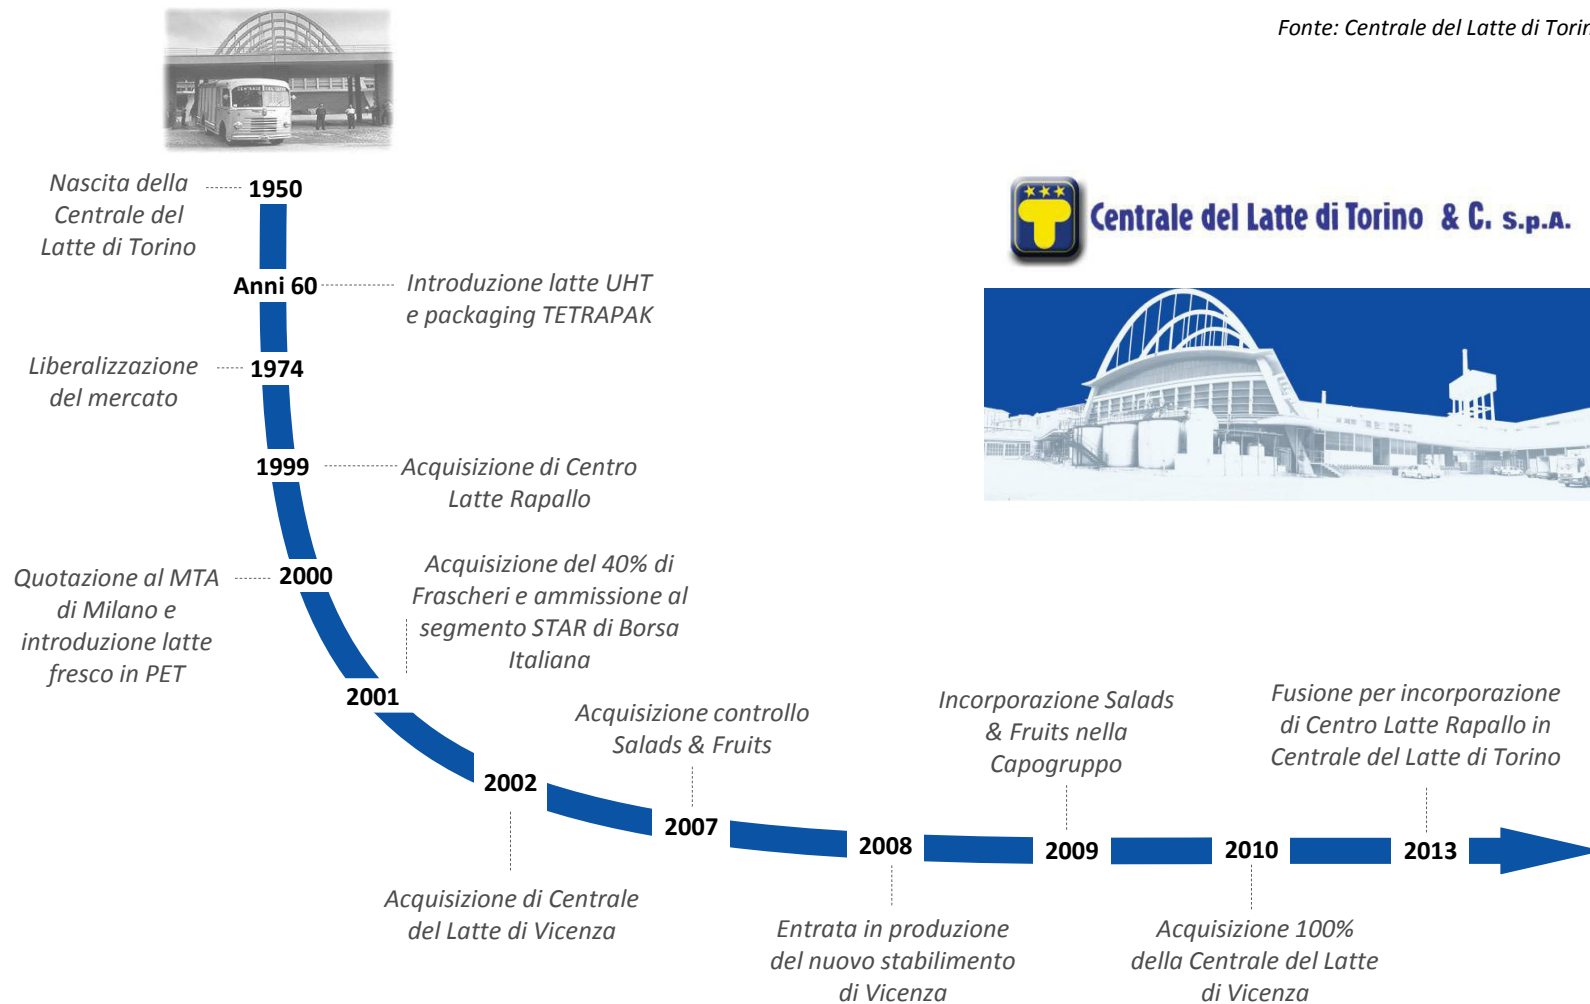 Fonte: Centrale del Latte di Torin
Nascita della
Centrale del
Latte di Torino
1950
Anni 60
Introduzione latte UHT
e packaging TETRAPAK
Liberalizzazione
del mercato
1974
1999
Acquisizione di Centro
Latte Rapallo
Quotazione al MTA
di Milano e
introduzione latte
fresco in PET
2000
Acquisizione del 40% di
Frascheri e ammissione al
segmento STAR di Borsa
Italiana
2001
2002
Acquisizione di Centrale
del Latte di Vicenza
Acquisizione controllo
Salads & Fruits
2007
2008
Entrata in produzione
del nuovo stabilimento
di Vicenza
Incorporazione Salads
& Fruits nella
Capogruppo
2009
2010
Acquisizione 100%
della Centrale del Latte
di Vicenza
Fusione per incorporazione
di Centro Latte Rapallo in
Centrale del Latte di Torino
2013
T Centrale del Latte di Torino & C. S.p.A.